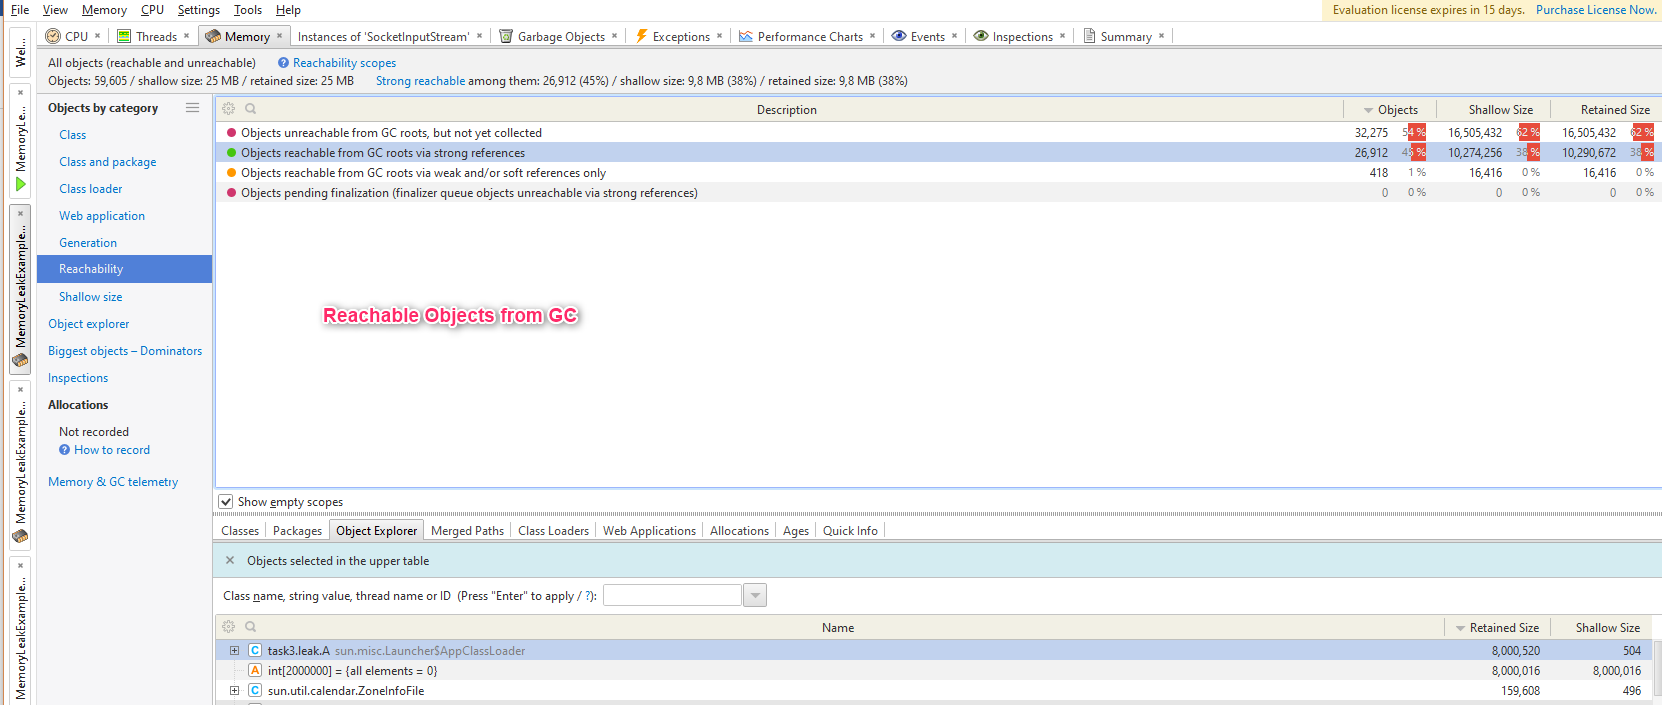 File View Memory CPU Settings Tools Help
Evaluation license expires in 15 days. Purchase License Now.
CPU × Threads × Memory × Instances of 'SocketInputStream' × Garbage Objects × Exceptions × Performance Charts × Events × Inspections × Summary ×
Wel...
MemoryLe...
MemoryLeakExample...
MemoryLeakExample...
MemoryLeakExample...
All objects (reachable and unreachable) Reachability scopes
Objects: 59,605 / shallow size: 25 MB / retained size: 25 MB Strong reachable among them: 26,912 (45%) / shallow size: 9,8 MB (38%) / retained size: 9,8 MB (38%)
Objects by category
Class
Class and package
Class loader
Web application
Generation
Reachability
Shallow size
Object explorer
Biggest objects – Dominators
Inspections
Allocations
Not recorded
How to record
Memory & GC telemetry
Description Objects Shallow Size Retained Size
Objects unreachable from GC roots, but not yet collected 32,275 54 % 16,505,432 62 % 16,505,432 62 %
Objects reachable from GC roots via strong references 26,912 45 % 10,274,256 38 % 10,290,672 38 %
Objects reachable from GC roots via weak and/or soft references only 418 1 % 16,416 0 % 16,416 0 %
Objects pending finalization (finalizer queue objects unreachable via strong references) 0 0 % 0 0 % 0 0 %
Reachable Objects from GC
Show empty scopes
Classes Packages Object Explorer Merged Paths Class Loaders Web Applications Allocations Ages Quick Info
× Objects selected in the upper table
Class name, string value, thread name or ID (Press "Enter" to apply / ?):
Name Retained Size Shallow Size
C task3.leak.A sun.misc.Launcher$AppClassLoader 8,000,520 504
A int[2000000] = {all elements = 0} 8,000,016 8,000,016
C sun.util.calendar.ZoneInfoFile 159,608 496